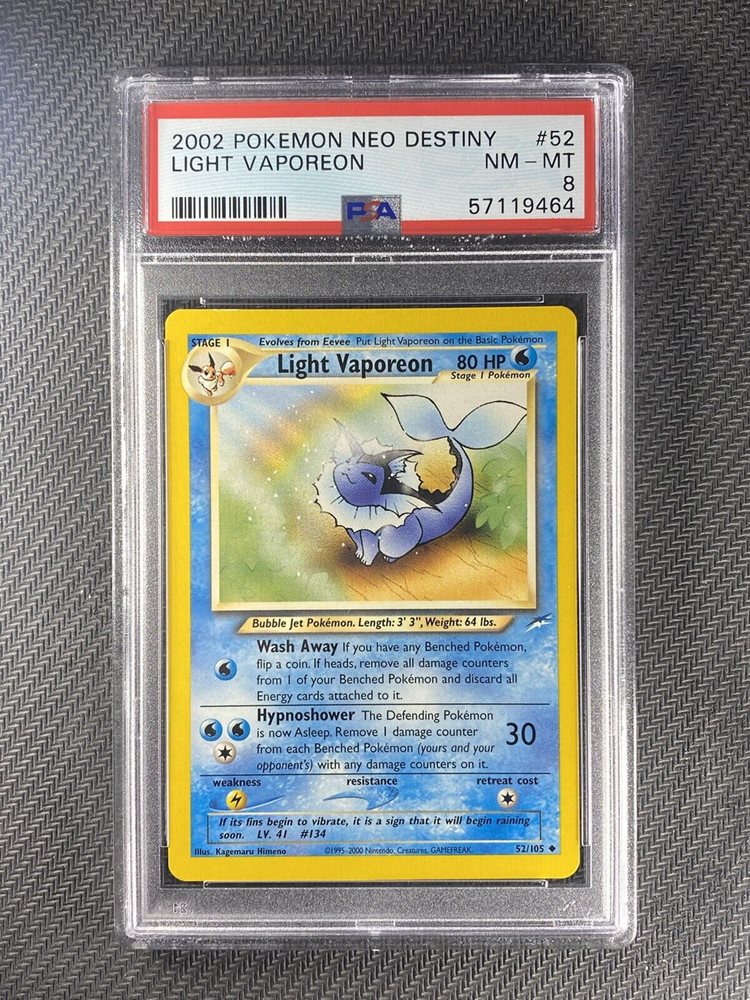 2002 POKEMON NEO DESTINY #52
LIGHT VAPOREON NM - MT
8
PSA 57119464
STAGE 1 Evolves from Eevee Put Light Vaporeon on the Basic Pokémon
Light Vaporeon 80 HP
Stage 1 Pokémon
Bubble Jet Pokémon. Length: 3' 3", Weight: 64 lbs.
Wash Away If you have any Benched Pokémon,
flip a coin. If heads, remove all damage counters
from 1 of your Benched Pokémon and discard all
Energy cards attached to it.
Hypnoshower The Defending Pokémon
is now Asleep. Remove 1 damage counter
from each Benched Pokémon (yours and your
opponent's) with any damage counters on it.
30
weakness resistance retreat cost
If its fins begin to vibrate, it is a sign that it will begin raining
soon. LV. 41 #134
Illus. Kagemaru Himeno ©1995-2000 Nintendo, Creatures, GAMEFREAK. 52/105